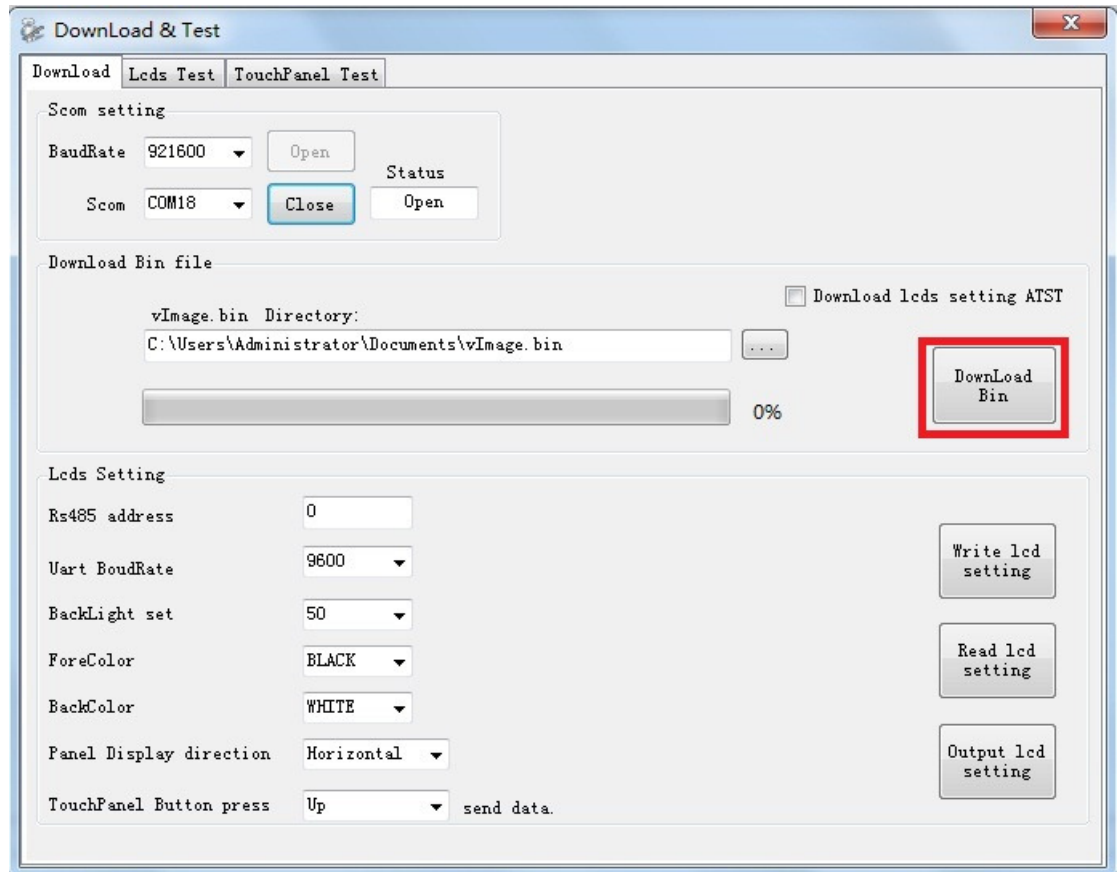 DownLoad & Test
Download Lcds Test TouchPanel Test
Scom setting
BaudRate 921600 Open
Status
Scom COM18 Close Open
Download Bin file
Download lcds setting ATST
vImage.bin Directory:
C:\Users\Administrator\Documents\vImage.bin ...
DownLoad
Bin
0%
Lcds Setting
Rs485 address 0
Uart BoudRate 9600
Write lcd
setting
BackLight set 50
ForeColor BLACK
Read lcd
setting
BackColor WHITE
Panel Display direction Horizontal
Output lcd
setting
TouchPanel Button press Up send data.